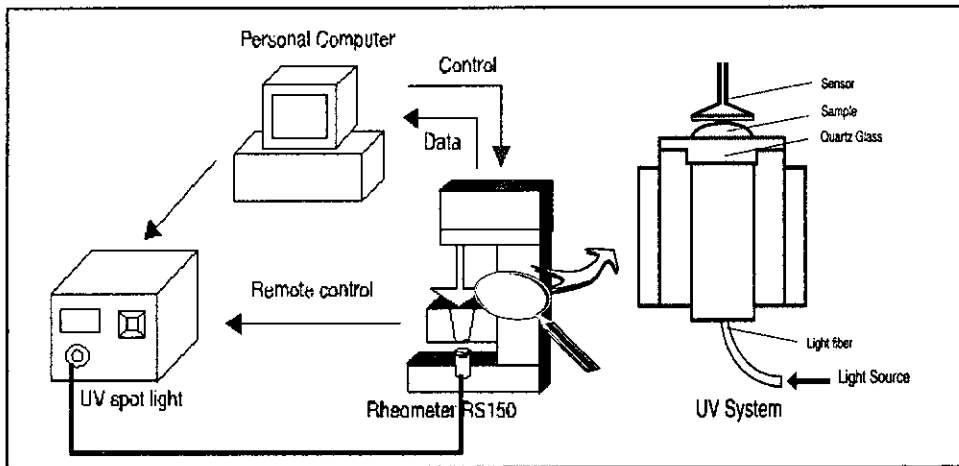 Personal Computer
Control
Data
Remote control
UV spot light
Rheometer RS150
Sensor
Sample
Quartz Glass
Light fiber
Light Source
UV System